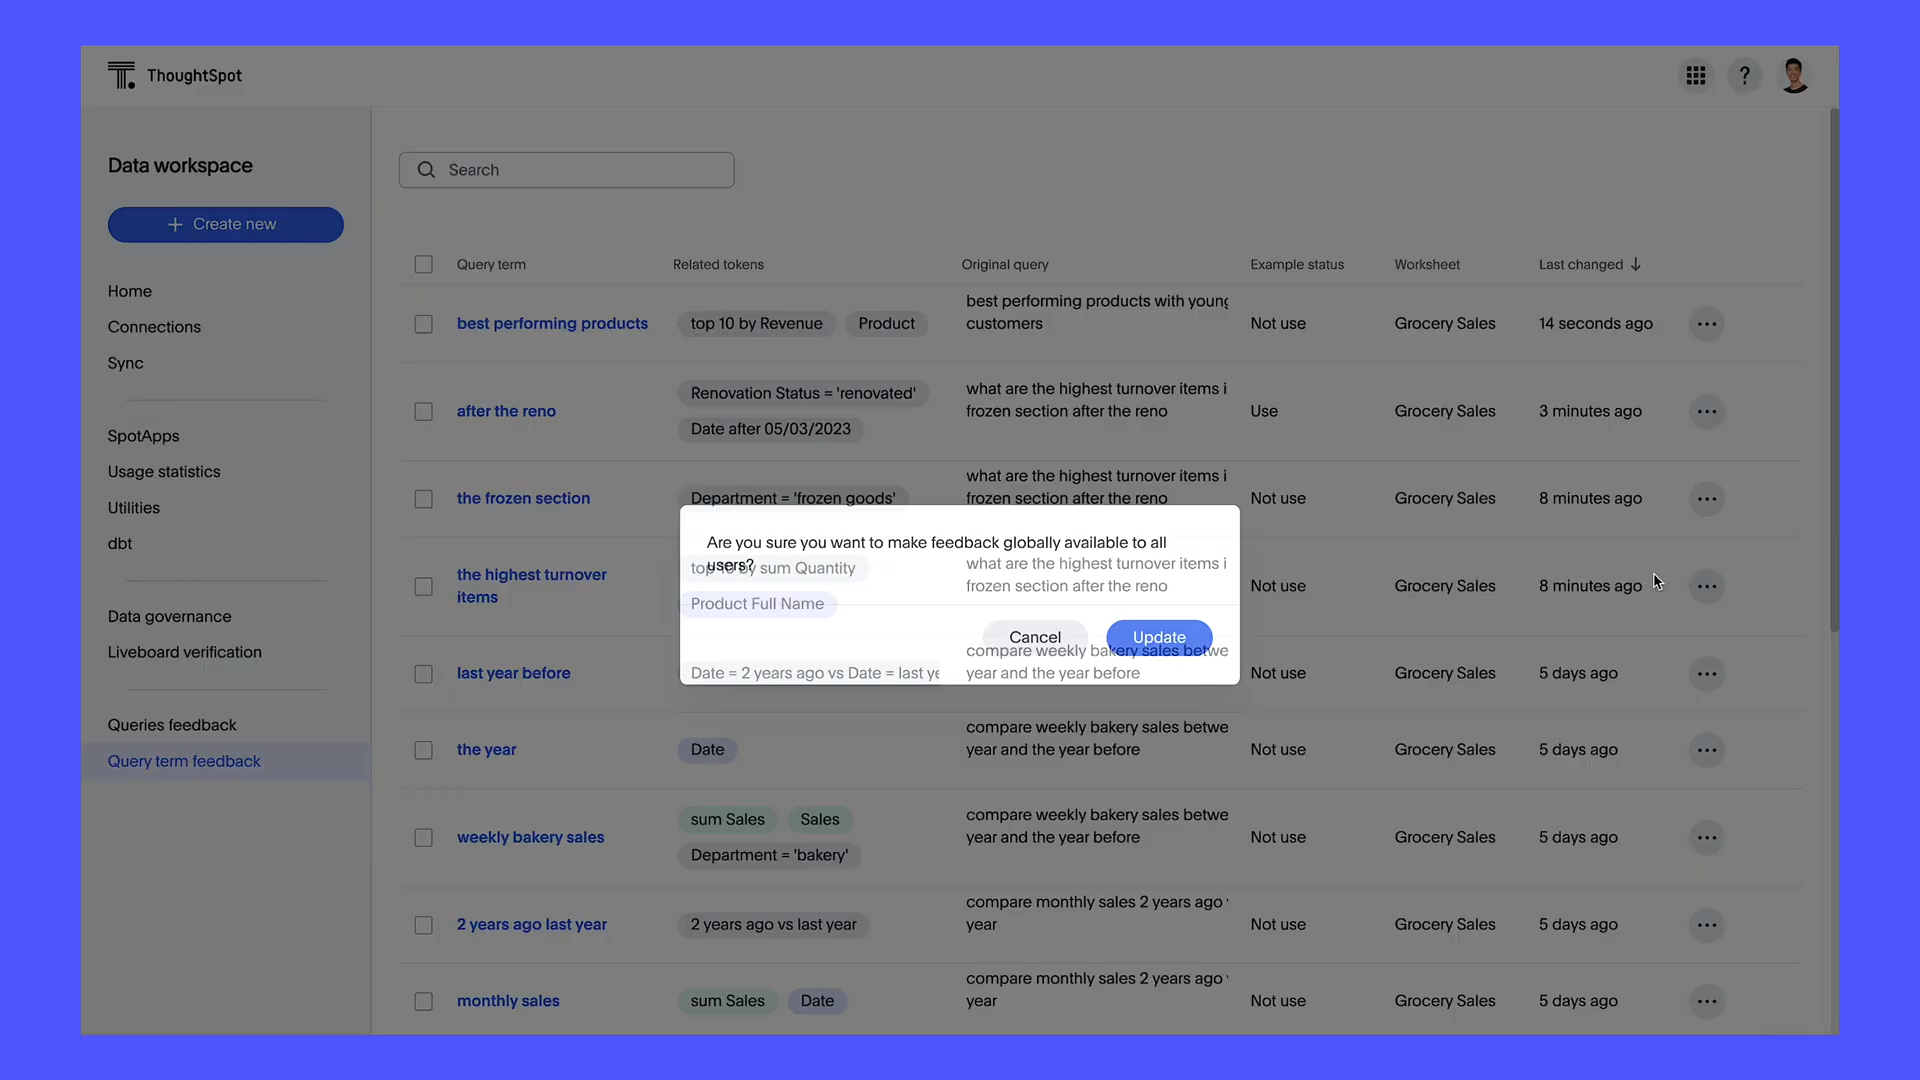 ThoughtSpot
?
Data workspace
Search
+ Create new
Query term Related tokens Original query Example status Worksheet Last changed
Home
Connections
Sync
SpotApps
Usage statistics
Utilities
dbt
Data governance
Liveboard verification
Queries feedback
Query term feedback
best performing products top 10 by Revenue Product best performing products with young
customers Not use Grocery Sales 14 seconds ago
after the reno Renovation Status = 'renovated'
Date after 05/03/2023
what are the highest turnover items i
frozen section after the reno Use Grocery Sales 3 minutes ago
the frozen section Department = 'frozen goods' what are the highest turnover items i
frozen section after the reno Not use Grocery Sales 8 minutes ago
Are you sure you want to make feedback globally available to all
users?
Cancel Update
the highest turnover
items
top 10 by sum Quantity
Product Full Name
what are the highest turnover items i
frozen section after the reno Not use Grocery Sales 8 minutes ago
last year before Date = 2 years ago vs Date = last ye
compare weekly bakery sales betwe
year and the year before Not use Grocery Sales 5 days ago
the year Date compare weekly bakery sales betwe
year and the year before Not use Grocery Sales 5 days ago
weekly bakery sales sum Sales Sales
Department = 'bakery'
compare weekly bakery sales betwe
year and the year before Not use Grocery Sales 5 days ago
2 years ago last year 2 years ago vs last year compare monthly sales 2 years ago
year Not use Grocery Sales 5 days ago
monthly sales sum Sales Date compare monthly sales 2 years ago
year Not use Grocery Sales 5 days ago